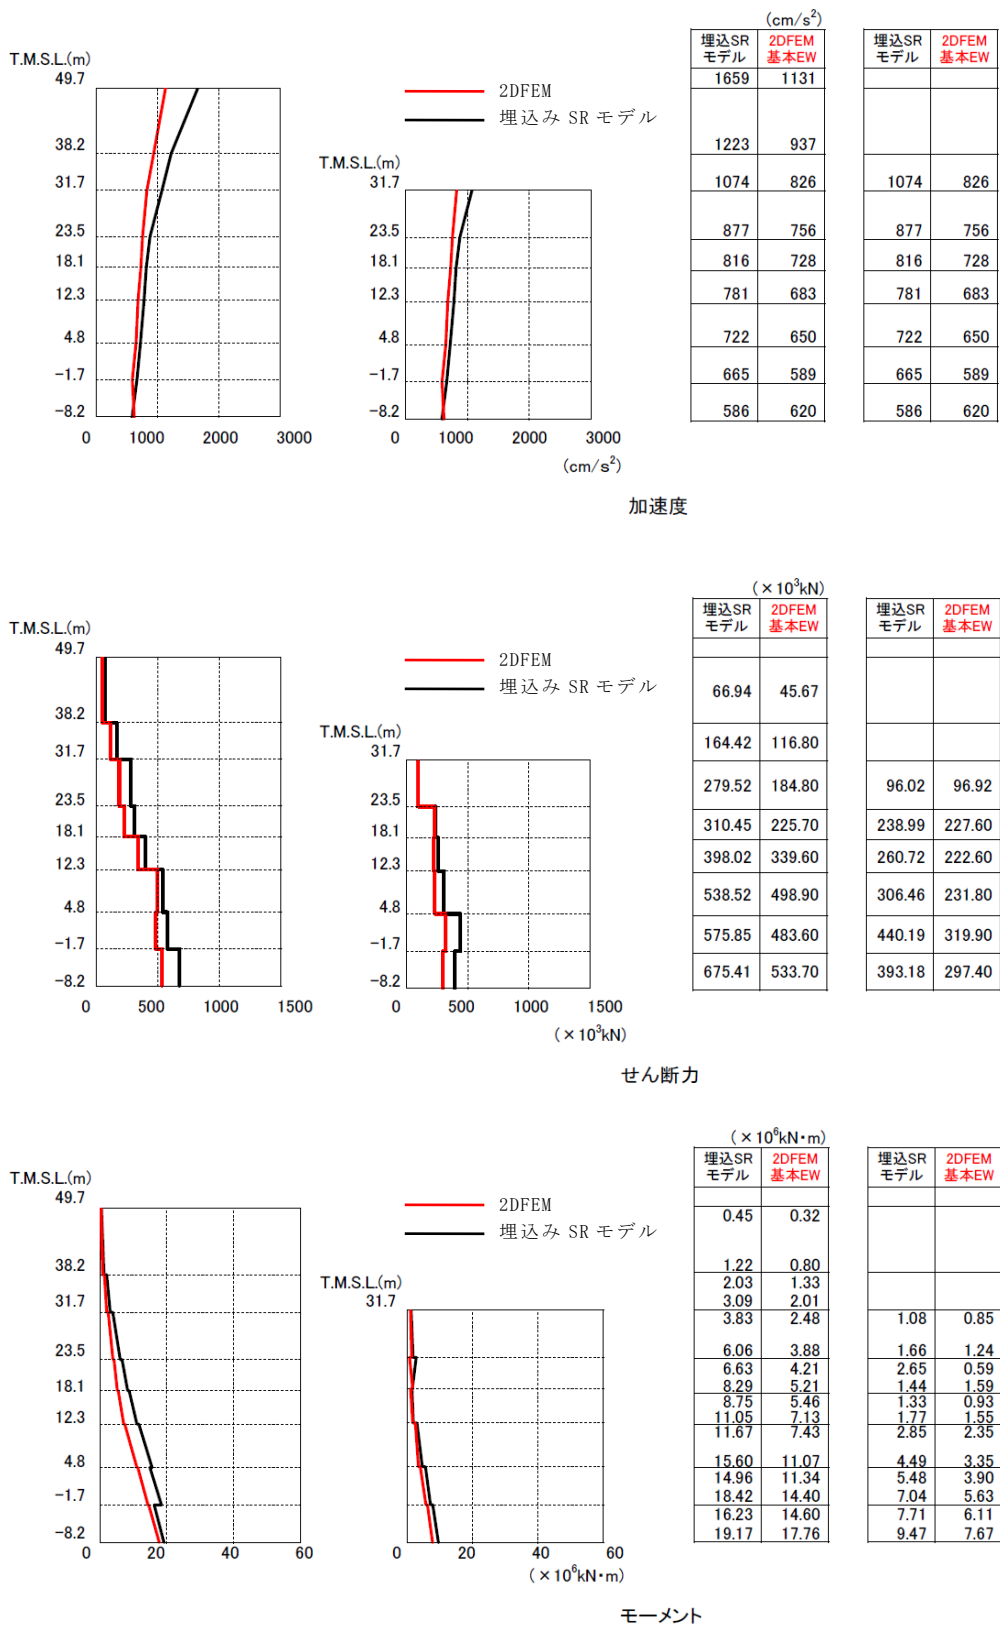 (cm/s²)
埋込SR 2DFEM 埋込SR 2DFEM
モデル 基本EW モデル 基本EW
T.M.S.L.(m)
49.7
1659 1131
2DFEM
埋込み SR モデル
38.2
1223 937
T.M.S.L.(m)
31.7 31.7
1074 826 1074 826
23.5 23.5
877 756 877 756
18.1 18.1
816 728 816 728
12.3 12.3
781 683 781 683
4.8 4.8
722 650 722 650
-1.7 -1.7
665 589 665 589
-8.2 -8.2
586 620 586 620
0 1000 2000 3000 0 1000 2000 3000
(cm/s²)
加速度
(×10³kN)
埋込SR 2DFEM 埋込SR 2DFEM
モデル 基本EW モデル 基本EW
T.M.S.L.(m)
49.7
2DFEM
埋込み SR モデル
66.94 45.67
38.2
T.M.S.L.(m)
164.42 116.80
31.7 31.7
279.52 184.80 96.02 96.92
23.5 23.5
310.45 225.70 238.99 227.60
18.1 18.1
398.02 339.60 260.72 222.60
12.3 12.3
538.52 498.90 306.46 231.80
4.8 4.8
575.85 483.60 440.19 319.90
-1.7 -1.7
675.41 533.70 393.18 297.40
-8.2 -8.2
0 500 1000 1500 0 500 1000 1500
(×10³kN)
せん断力
(×10⁶kN・m)
埋込SR 2DFEM 埋込SR 2DFEM
モデル 基本EW モデル 基本EW
T.M.S.L.(m)
49.7
2DFEM
埋込み SR モデル
0.45 0.32
38.2
1.22 0.80
T.M.S.L.(m)
2.03 1.33
31.7 31.7
3.09 2.01
3.83 2.48 1.08 0.85
23.5
6.06 3.88 1.66 1.24
6.63 4.21 2.65 0.59
18.1
8.29 5.21 1.44 1.59
8.75 5.46 1.33 0.93
12.3
11.05 7.13 1.77 1.55
11.67 7.43 2.85 2.35
4.8
15.60 11.07 4.49 3.35
14.96 11.34 5.48 3.90
-1.7
18.42 14.40 7.04 5.63
16.23 14.60 7.71 6.11
-8.2
19.17 17.76 9.47 7.67
0 20 40 60 0 20 40 60
(×10⁶kN・m)
モーメント